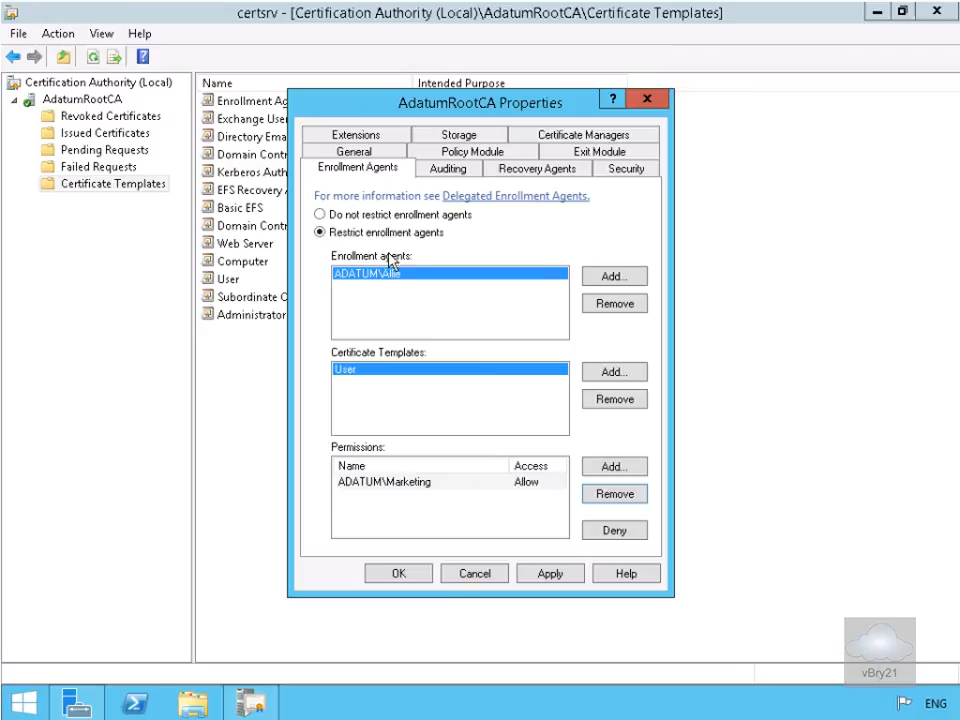 certsrv - [Certification Authority (Local)\AdatumRootCA\Certificate Templates]
File Action View Help
Certification Authority (Local)
AdatumRootCA
Revoked Certificates
Issued Certificates
Pending Requests
Failed Requests
Certificate Templates
Name Intended Purpose
Enrollment Ag
Exchange User
Directory Ema
Domain Contr
Kerberos Auth
EFS Recovery A
Basic EFS
Domain Contr
Web Server
Computer
User
Subordinate C
Administrator
AdatumRootCA Properties
? x
Extensions Storage Certificate Managers
General Policy Module Exit Module
Enrollment Agents Auditing Recovery Agents Security
For more information see Delegated Enrollment Agents.
Do not restrict enrollment agents
Restrict enrollment agents
Enrollment agents:
ADATUM\Allie
Add...
Remove
Certificate Templates:
User
Add...
Remove
Permissions:
Name Access
ADATUM\Marketing Allow
Add...
Remove
Deny
OK Cancel Apply Help
vBry21
ENG